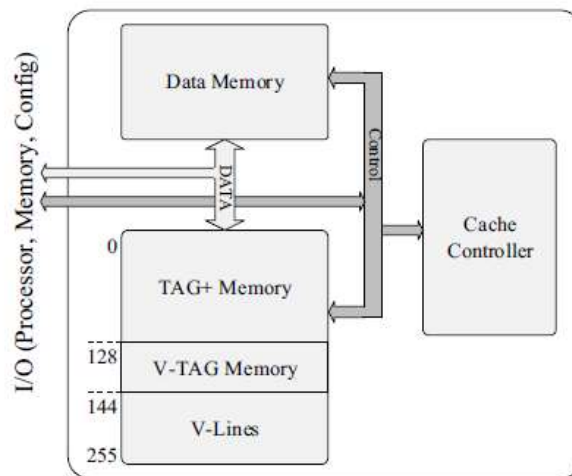 I/O (Processor, Memory, Config)
Data Memory
Control
DATA
Cache
Controller
0
TAG+ Memory
128
V-TAG Memory
144
V-Lines
255